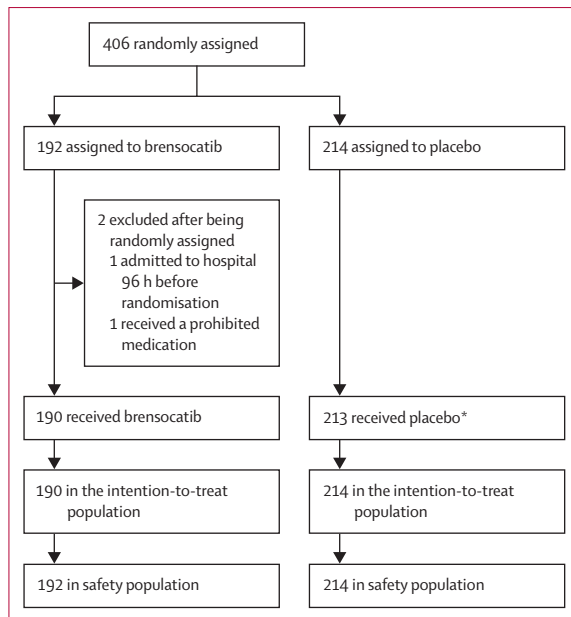 406 randomly assigned
192 assigned to brensocatib
214 assigned to placebo
2 excluded after being
randomly assigned
1 admitted to hospital
96 h before
randomisation
1 received a prohibited
medication
190 received brensocatib
213 received placebo*
190 in the intention-to-treat
population
214 in the intention-to-treat
population
192 in safety population
214 in safety population